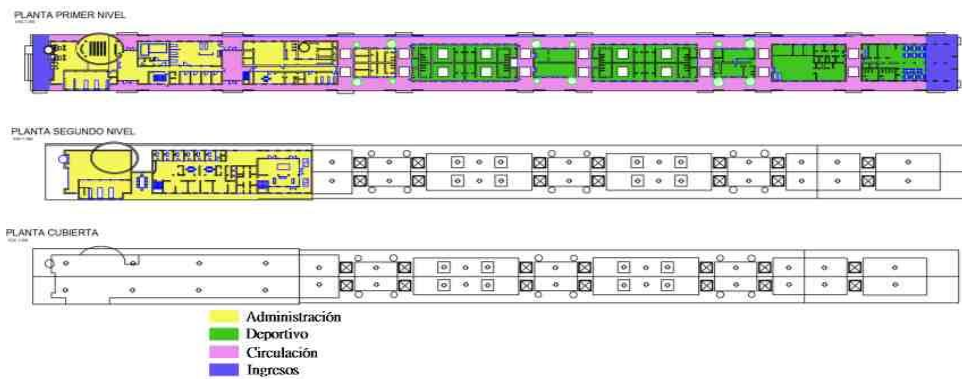 PLANTA PRIMER NIVEL
PLANTA SEGUNDO NIVEL
PLANTA CUBIERTA
Administración
Deportivo
Circulación
Ingresos